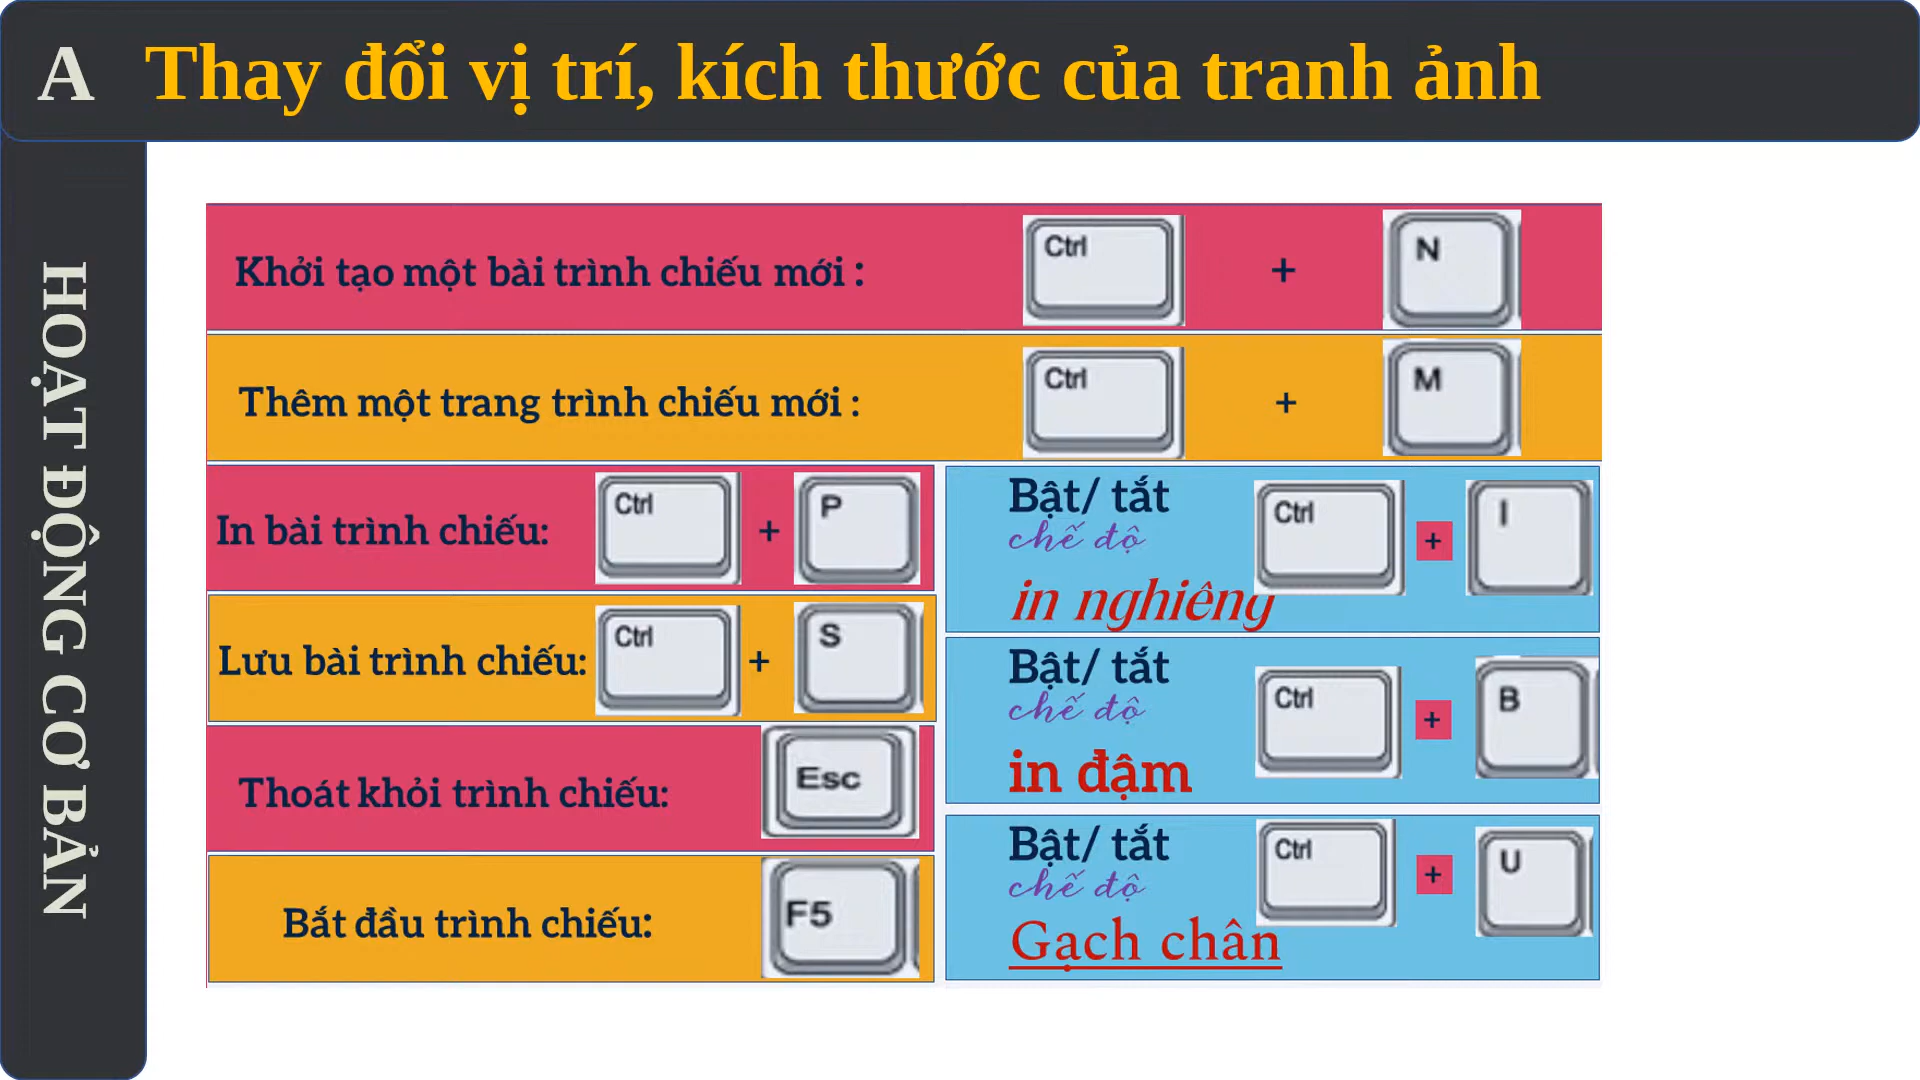 A Thay đổi vị trí, kích thước của tranh ảnh
HOẠT ĐỘNG CƠ BẢN
Khởi tạo một bài trình chiếu mới : Ctrl + N
Thêm một trang trình chiếu mới : Ctrl + M
In bài trình chiếu: Ctrl + P
Lưu bài trình chiếu: Ctrl + S
Thoát khỏi trình chiếu: Esc
Bắt đầu trình chiếu: F5
Bật/ tắt
chế độ
in nghiêng
Ctrl + I
Bật/ tắt
chế độ
in đậm
Ctrl + B
Bật/ tắt
chế độ
Gạch chân
Ctrl + U